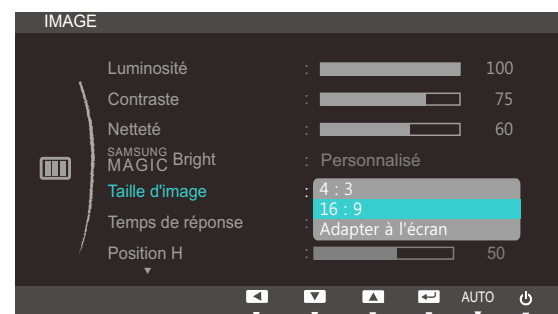 IMAGE
Luminosité : 100
Contraste : 75
Netteté : 60
SAMSUNG MAGIC Bright : Personnalisé
Taille d'image : 4 : 3
16 : 9
Temps de réponse : Adapter à l'écran
Position H : 50
AUTO